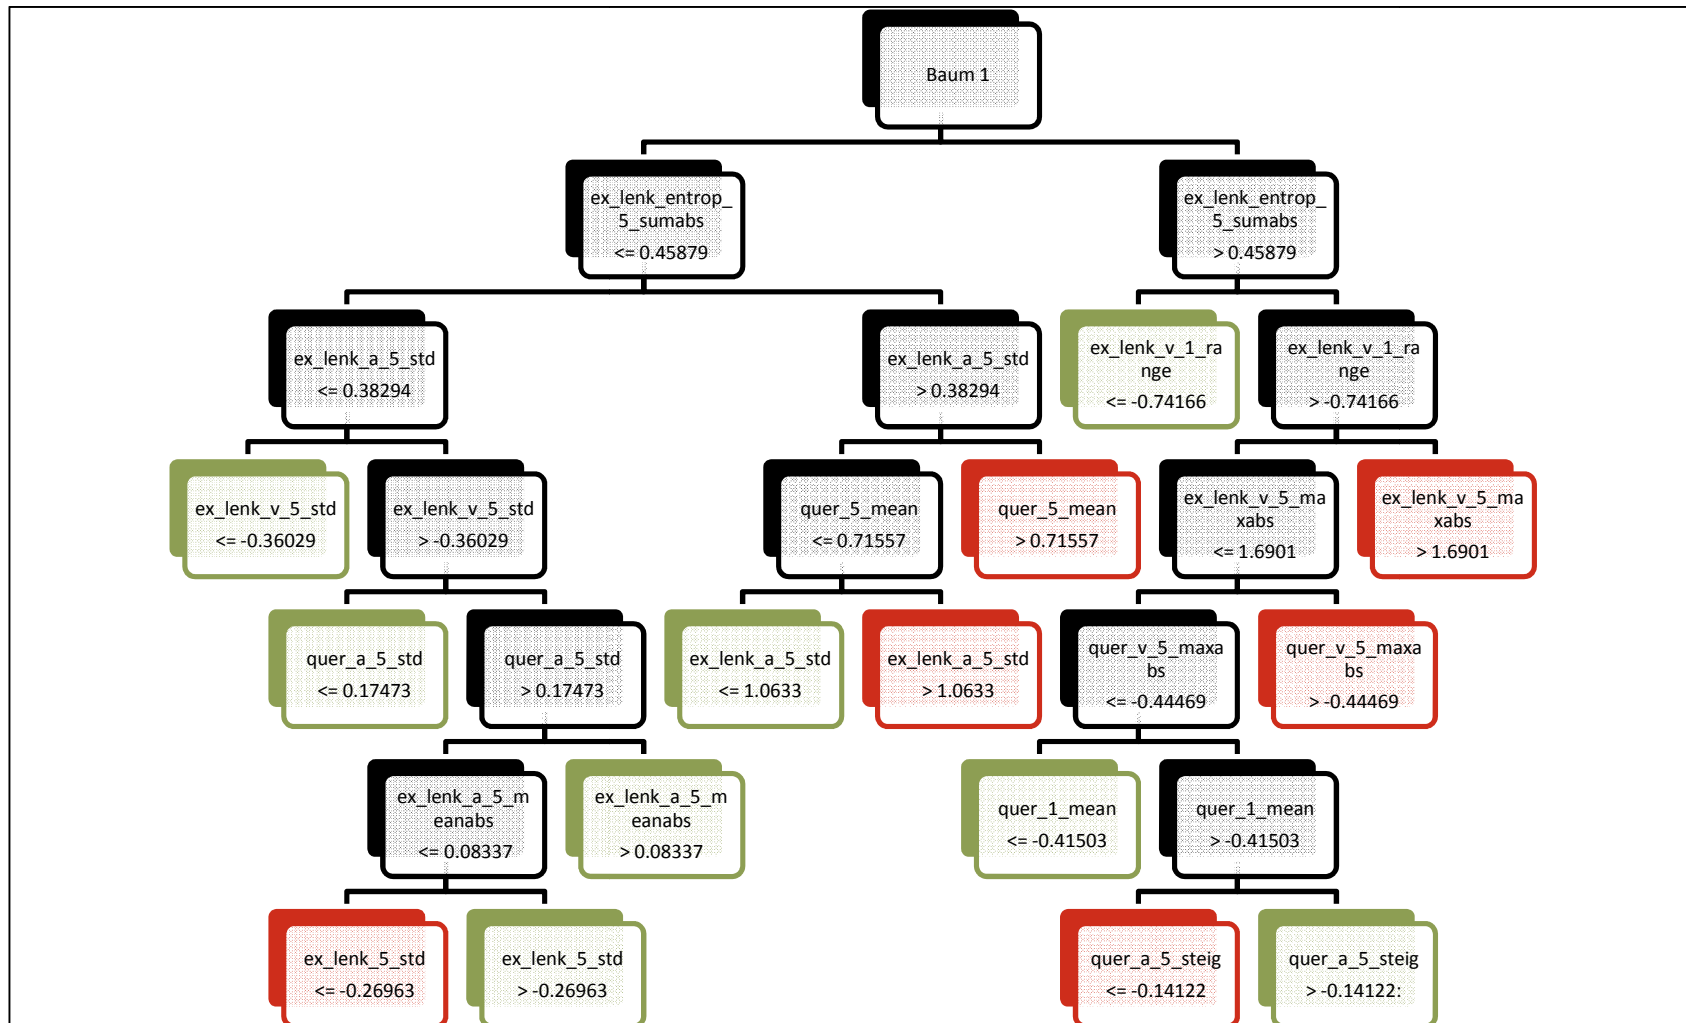 Baum 1
ex_lenk_entrop_
5_sumabs
<= 0.45879
ex_lenk_entrop_
5_sumabs
> 0.45879
ex_lenk_a_5_std
<= 0.38294
ex_lenk_a_5_std
> 0.38294
ex_lenk_v_1_ra
nge
<= -0.74166
ex_lenk_v_1_ra
nge
> -0.74166
ex_lenk_v_5_std
<= -0.36029
ex_lenk_v_5_std
> -0.36029
quer_5_mean
<= 0.71557
quer_5_mean
> 0.71557
ex_lenk_v_5_ma
xabs
<= 1.6901
ex_lenk_v_5_ma
xabs
> 1.6901
quer_a_5_std
<= 0.17473
quer_a_5_std
> 0.17473
ex_lenk_a_5_std
<= 1.0633
ex_lenk_a_5_std
> 1.0633
quer_v_5_maxa
bs
<= -0.44469
quer_v_5_maxa
bs
> -0.44469
ex_lenk_a_5_m
eanabs
<= 0.08337
ex_lenk_a_5_m
eanabs
> 0.08337
quer_1_mean
<= -0.41503
quer_1_mean
> -0.41503
ex_lenk_5_std
<= -0.26963
ex_lenk_5_std
> -0.26963
quer_a_5_steig
<= -0.14122
quer_a_5_steig
> -0.14122: